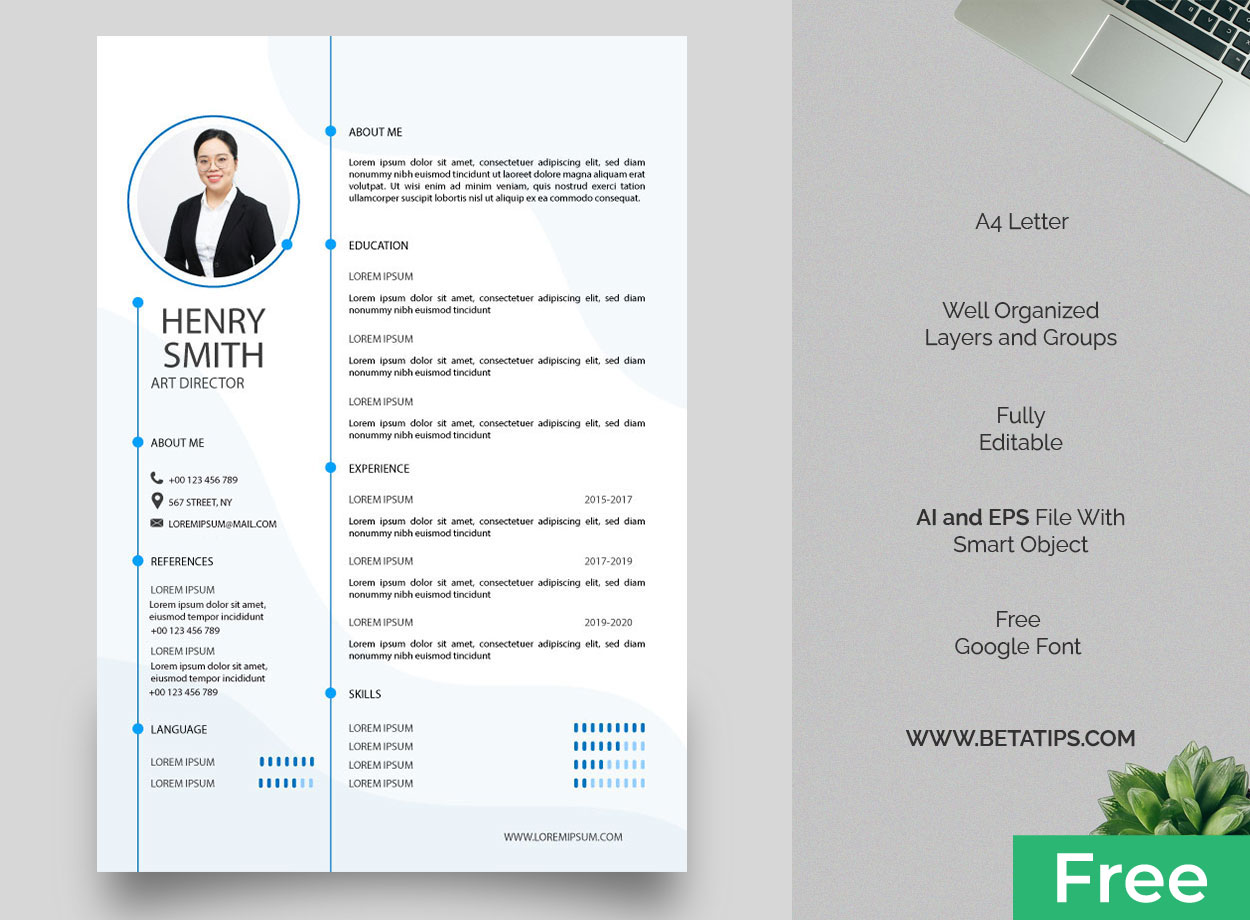 HENRY
SMITH
ART DIRECTOR
ABOUT ME
+00 123 456 789
567 STREET, NY
LOREMIPSUM@MAIL.COM
REFERENCES
LOREM IPSUM
Lorem ipsum dolor sit amet,
eiusmod tempor incididunt
+00 123 456 789
LOREM IPSUM
Lorem ipsum dolor sit amet,
eiusmod tempor incididunt
+00 123 456 789
LANGUAGE
LOREM IPSUM
LOREM IPSUM
ABOUT ME
Lorem ipsum dolor sit amet, consectetuer adipiscing elit, sed diam
nonummy nibh euismod tincidunt ut laoreet dolore magna aliquam erat
volutpat. Ut wisi enim ad minim veniam, quis nostrud exerci tation
ullamcorper suscipit lobortis nisl ut aliquip ex ea commodo consequat.
EDUCATION
LOREM IPSUM
Lorem ipsum dolor sit amet, consectetuer adipiscing elit, sed diam
nonummy nibh euismod tincidunt
LOREM IPSUM
Lorem ipsum dolor sit amet, consectetuer adipiscing elit, sed diam
nonummy nibh euismod tincidunt
LOREM IPSUM
Lorem ipsum dolor sit amet, consectetuer adipiscing elit, sed diam
nonummy nibh euismod tincidunt
EXPERIENCE
LOREM IPSUM 2015-2017
Lorem ipsum dolor sit amet, consectetuer adipiscing elit, sed diam
nonummy nibh euismod tincidunt
LOREM IPSUM 2017-2019
Lorem ipsum dolor sit amet, consectetuer adipiscing elit, sed diam
nonummy nibh euismod tincidunt
LOREM IPSUM 2019-2020
Lorem ipsum dolor sit amet, consectetuer adipiscing elit, sed diam
nonummy nibh euismod tincidunt
SKILLS
LOREM IPSUM
LOREM IPSUM
LOREM IPSUM
LOREM IPSUM
WWW.LOREMIPSUM.COM
A4 Letter
Well Organized
Layers and Groups
Fully
Editable
AI and EPS File With
Smart Object
Free
Google Font
WWW.BETATIPS.COM
Free